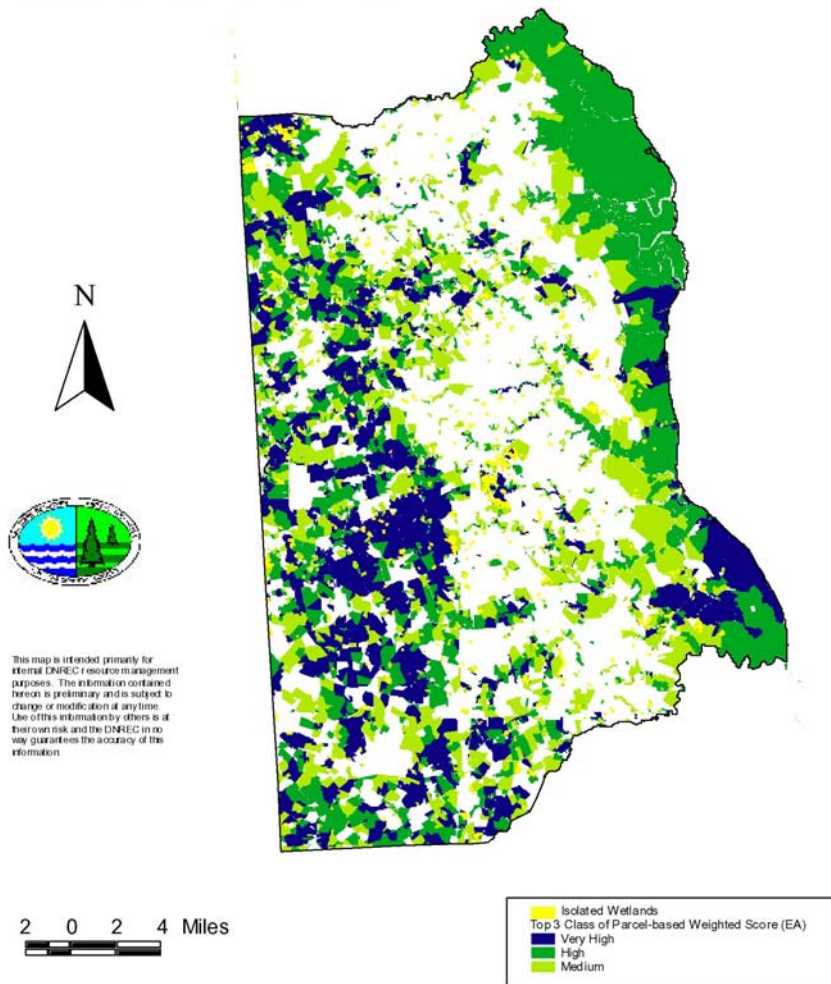 N
This map is intended primarily for
internal DNREC resource management
purposes. The information contained
hereon is preliminary and is subject to
change or modification at any time.
Use of this information by others is at
their own risk and the DNREC in no
way guarantees the accuracy of this
information.
2 0 2 4 Miles
Isolated Wetlands
Top 3 Class of Parcel-based Weighted Score (EA)
Very High
High
Medium